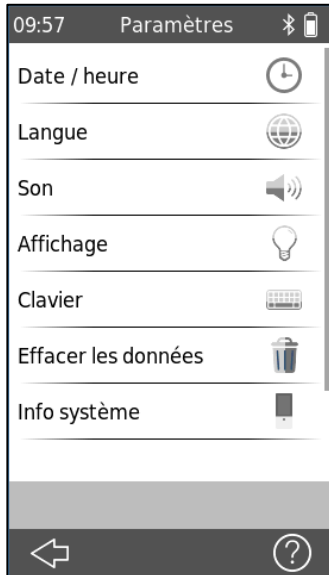 09:57 Paramètres
Date / heure
Langue
Son
Affichage
Clavier
Effacer les données
Info système
?